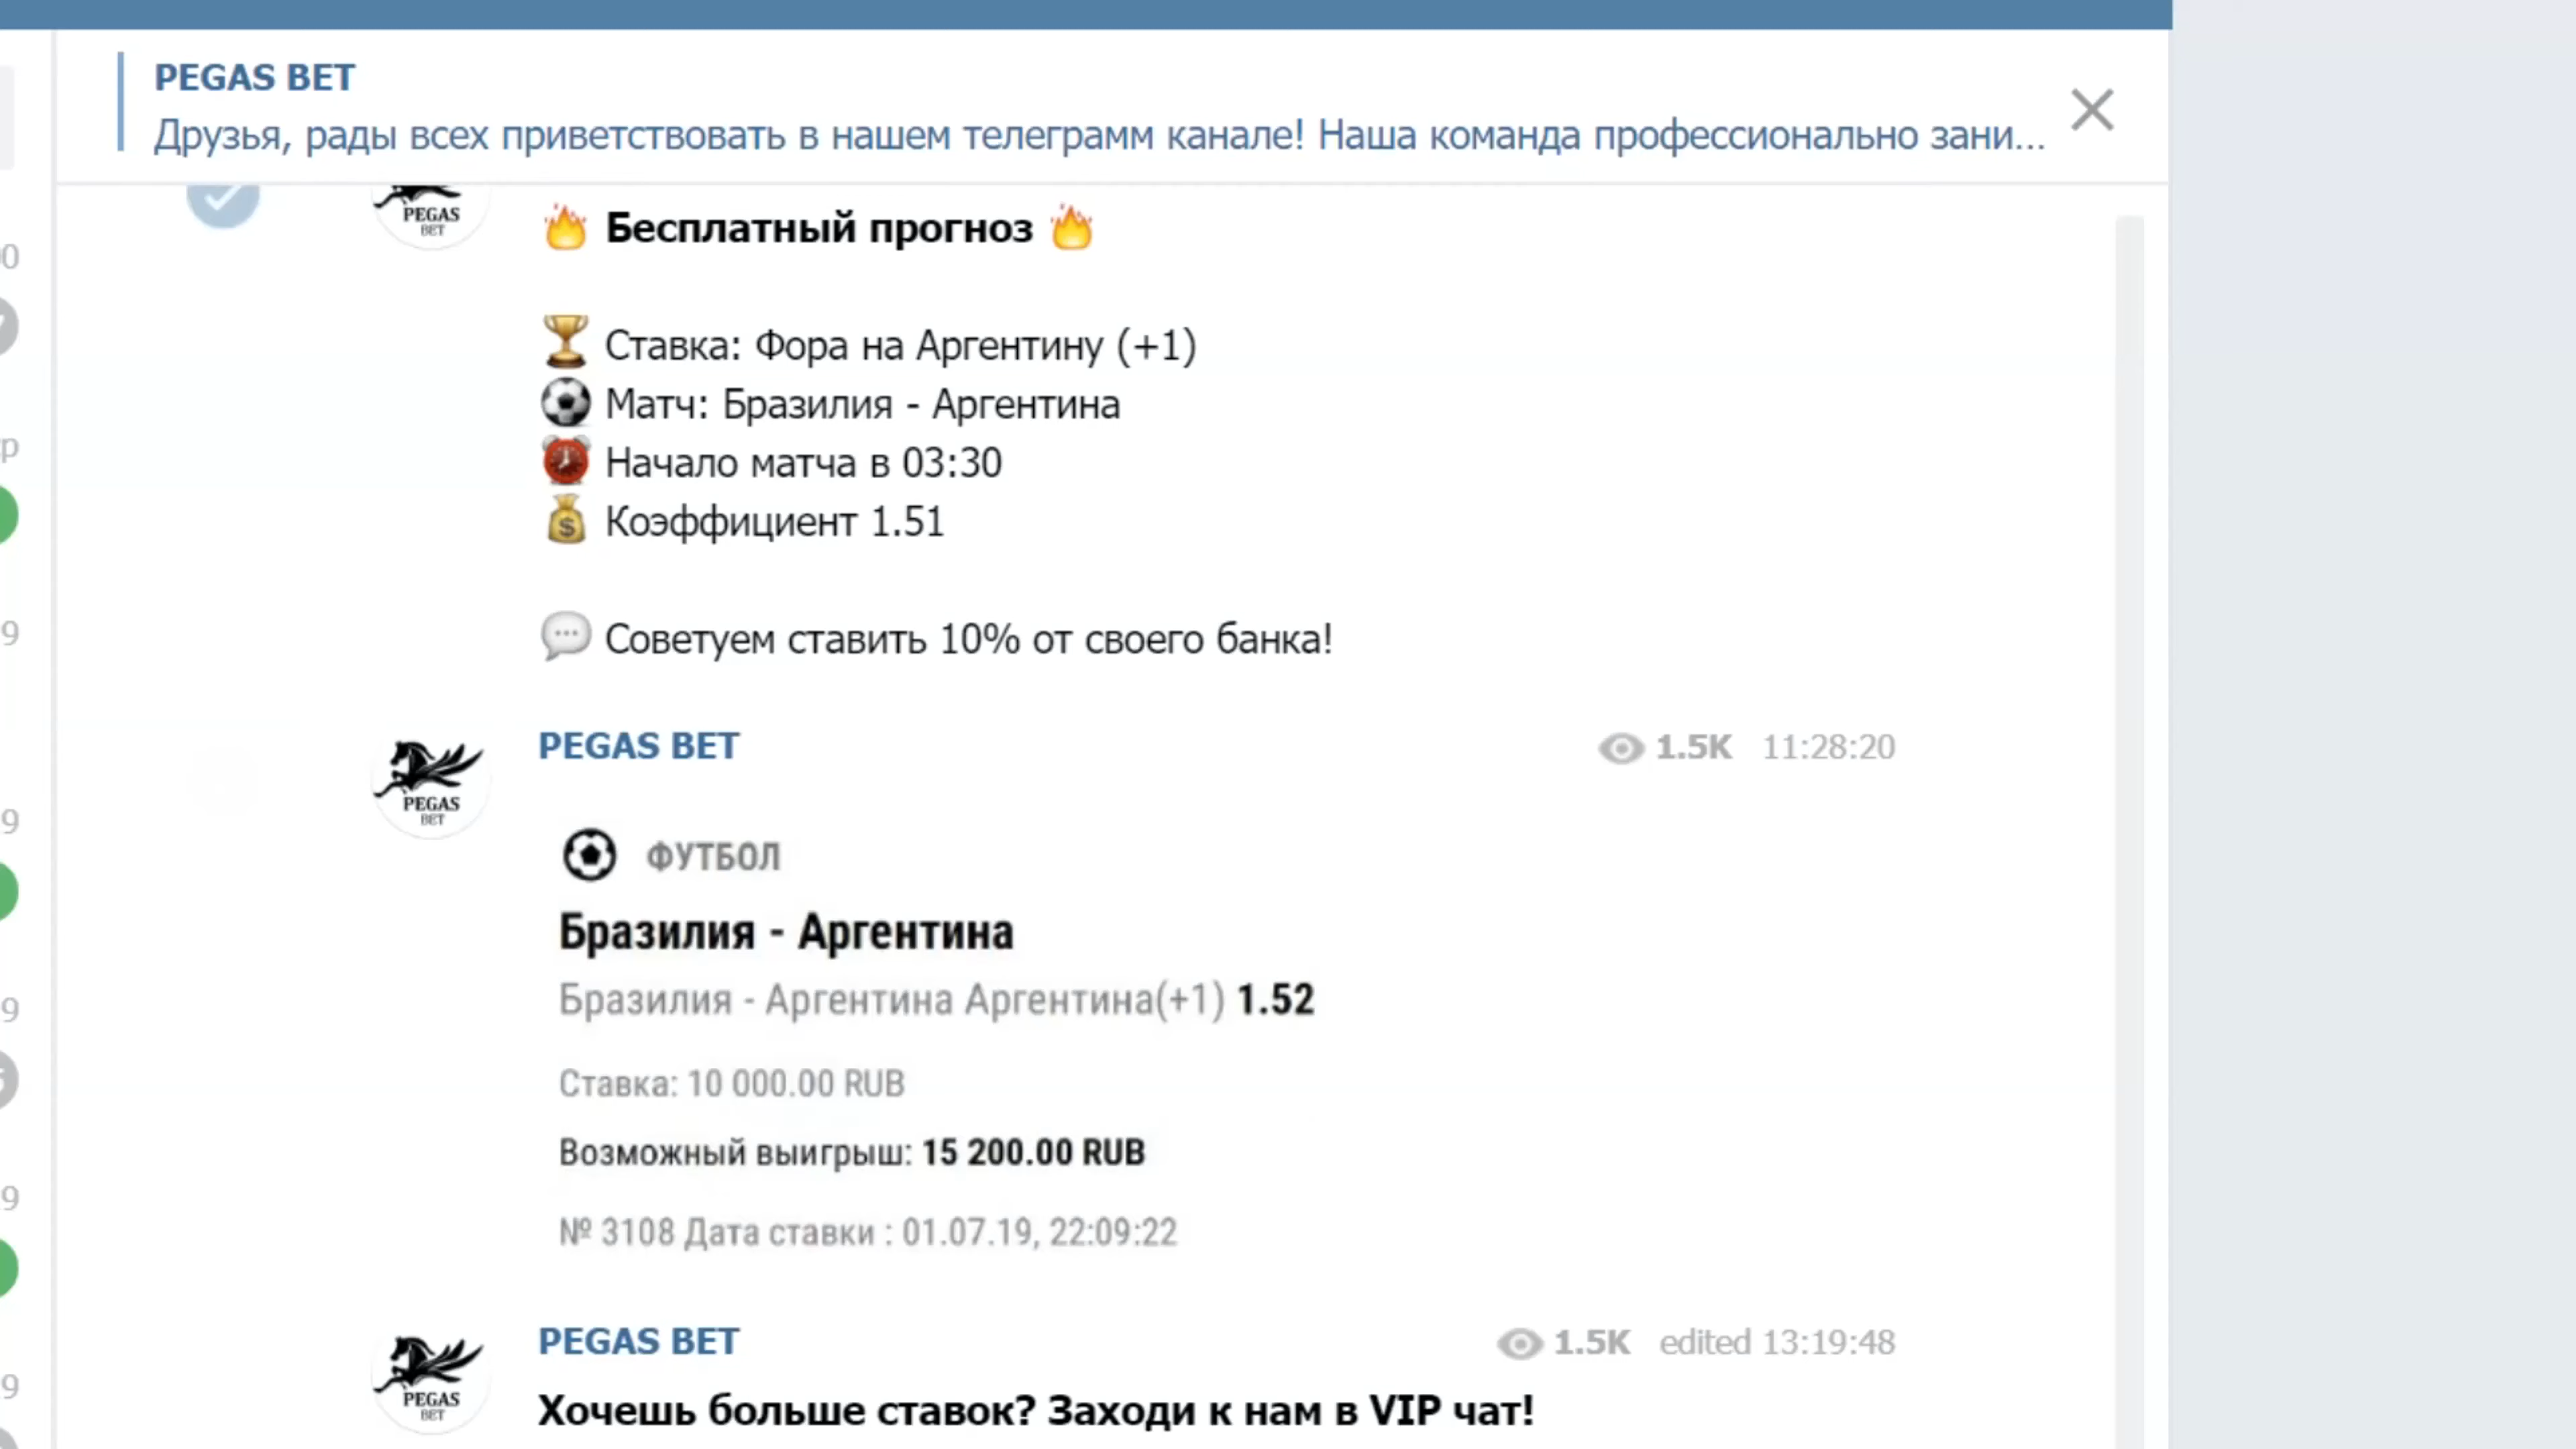 PEGAS BET
Друзья, рады всех приветствовать в нашем телеграмм канале! Наша команда профессионально зани...
PEGAS
BET
Бесплатный прогноз
Ставка: Фора на Аргентину (+1)
Матч: Бразилия - Аргентина
Начало матча в 03:30
Коэффициент 1.51
Советуем ставить 10% от своего банка!
PEGAS BET
1.5K 11:28:20
PEGAS
BET
ФУТБОЛ
Бразилия - Аргентина
Бразилия - Аргентина Аргентина(+1) 1.52
Ставка: 10 000.00 RUB
Возможный выигрыш: 15 200.00 RUB
№ 3108 Дата ставки : 01.07.19, 22:09:22
PEGAS BET
1.5K edited 13:19:48
PEGAS
BET
Хочешь больше ставок? Заходи к нам в VIP чат!